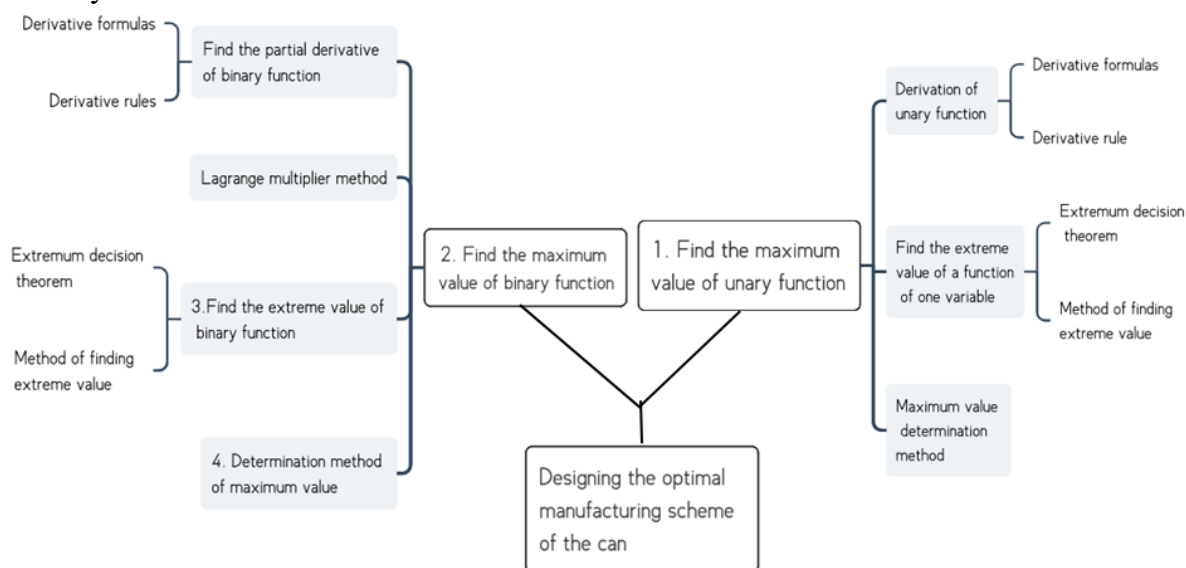 Derivative formulas
Derivative rules
Find the partial derivative
of binary function
Lagrange multiplier method
Extremum decision
theorem
Method of finding
extreme value
3.Find the extreme value of
binary function
4. Determination method
of maximum value
2. Find the maximum
value of binary function
1. Find the maximum
value of unary function
Derivation of
unary function
Derivative formulas
Derivative rule
Find the extreme
value of a function
of one variable
Extremum decision
theorem
Method of finding
extreme value
Maximum value
determination
method
Designing the optimal
manufacturing scheme
of the can